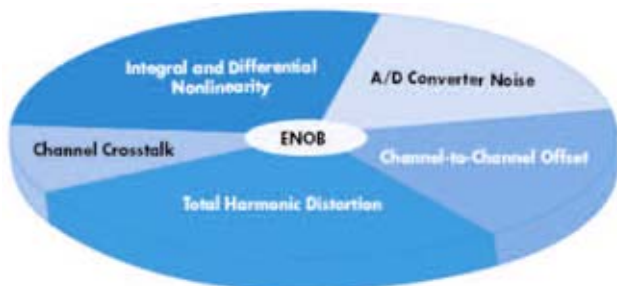 Integral and Differential
Nonlinearity
A/D Converter Noise
Channel Crosstalk
ENOB
Channel-to-Channel Offset
Total Harmonic Distortion